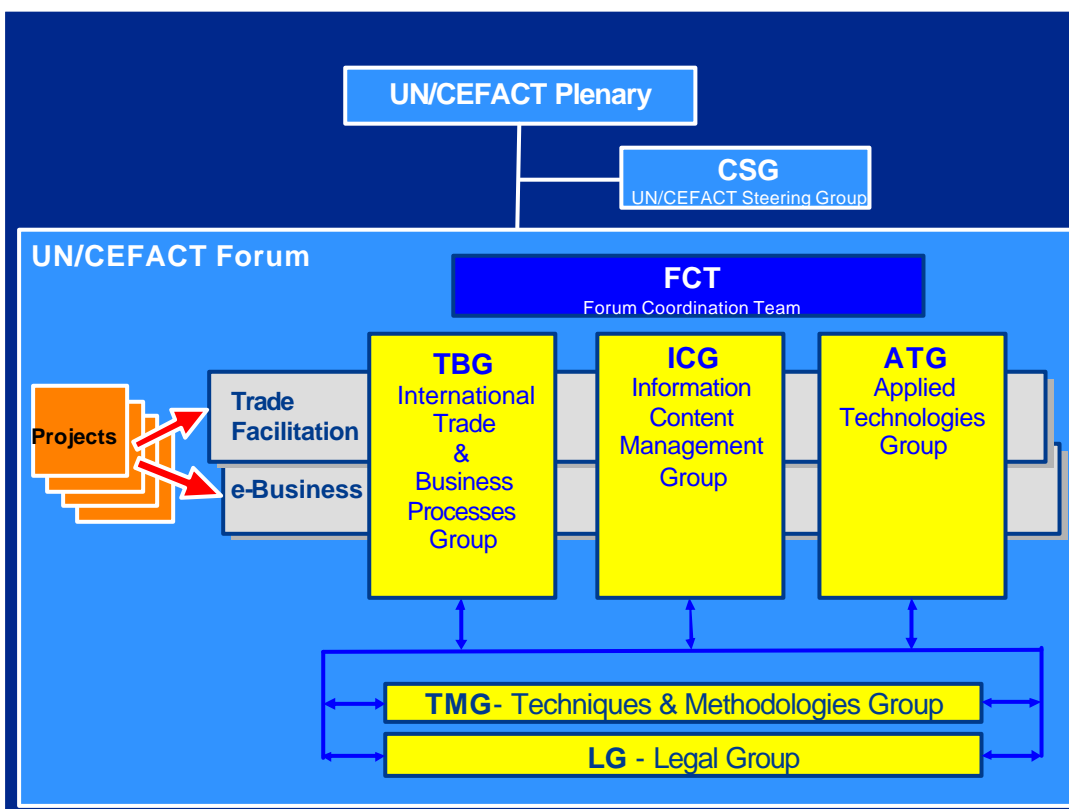 UN/CEFACT Plenary
CSG
UN/CEFACT Steering Group
UN/CEFACT Forum
FCT
Forum Coordination Team
Projects
Trade
Facilitation
e-Business
TBG
International
Trade
&
Business
Processes
Group
ICG
Information
Content
Management
Group
ATG
Applied
Technologies
Group
TMG- Techniques & Methodologies Group
LG - Legal Group